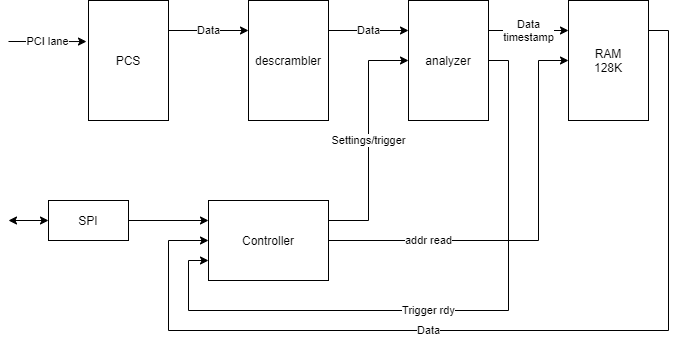 PCI lane
PCS
Data
descrambler
Data
analyzer
Data
timestamp
RAM
128K
Settings/trigger
SPI
Controller
addr read
Trigger rdy
Data